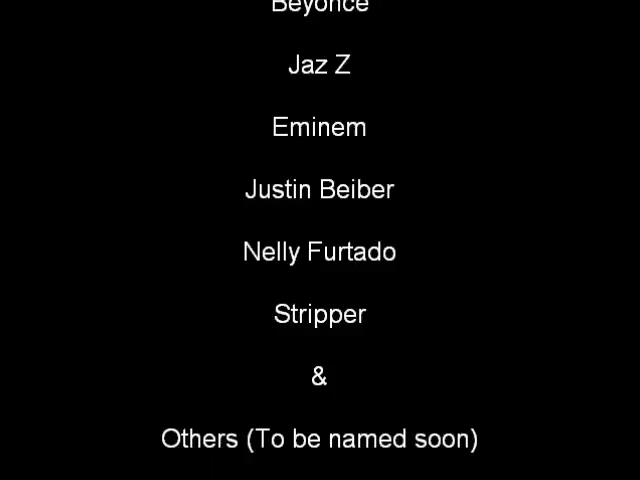 Beyonce
Jaz Z
Eminem
Justin Beiber
Nelly Furtado
Stripper
&
Others (To be named soon)